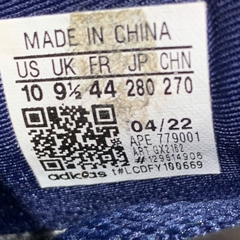 MADE IN CHINA
US UK FR JP CHN
10 9½ 44 280 270
04/22
APE 779001
ART GX2182
#129814908
adidas t#LCDFY100669